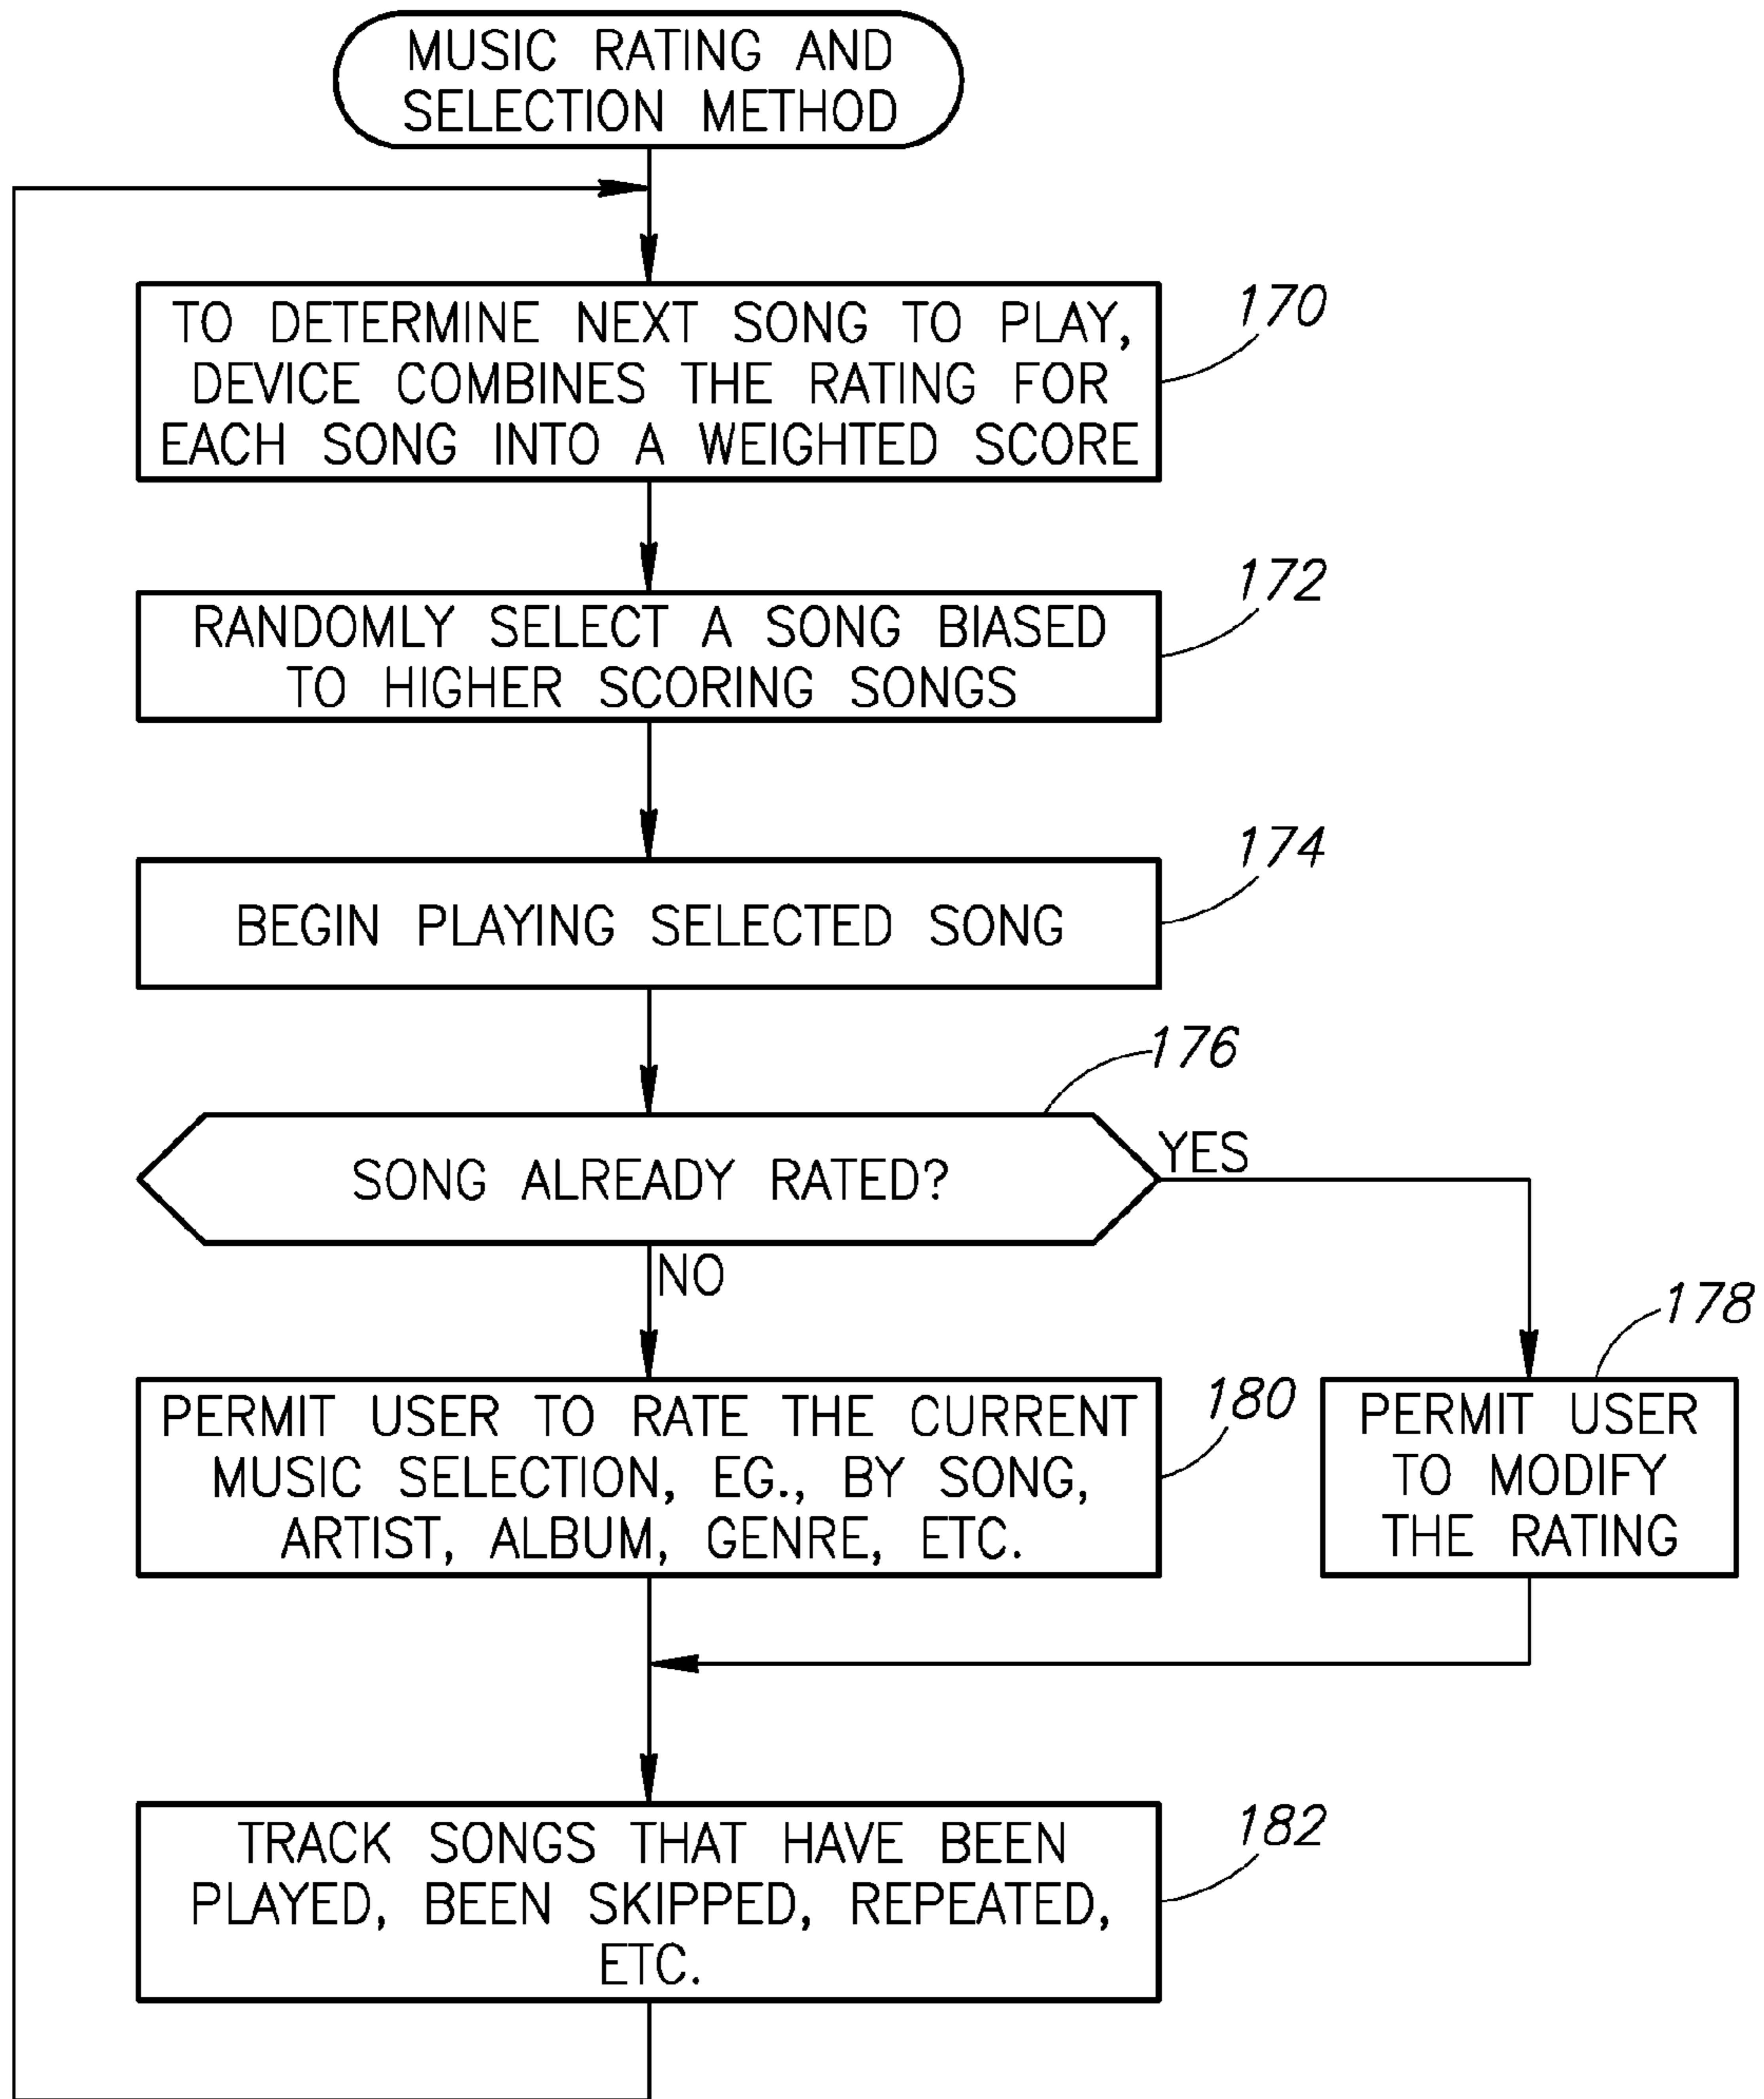 MUSIC RATING AND
SELECTION METHOD
TO DETERMINE NEXT SONG TO PLAY,
DEVICE COMBINES THE RATING FOR
EACH SONG INTO A WEIGHTED SCORE
170
RANDOMLY SELECT A SONG BIASED
TO HIGHER SCORING SONGS
172
BEGIN PLAYING SELECTED SONG
174
176
SONG ALREADY RATED?
YES
NO
178
PERMIT USER TO RATE THE CURRENT
MUSIC SELECTION, EG., BY SONG,
ARTIST, ALBUM, GENRE, ETC.
180
PERMIT USER
TO MODIFY
THE RATING
TRACK SONGS THAT HAVE BEEN
PLAYED, BEEN SKIPPED, REPEATED,
ETC.
182